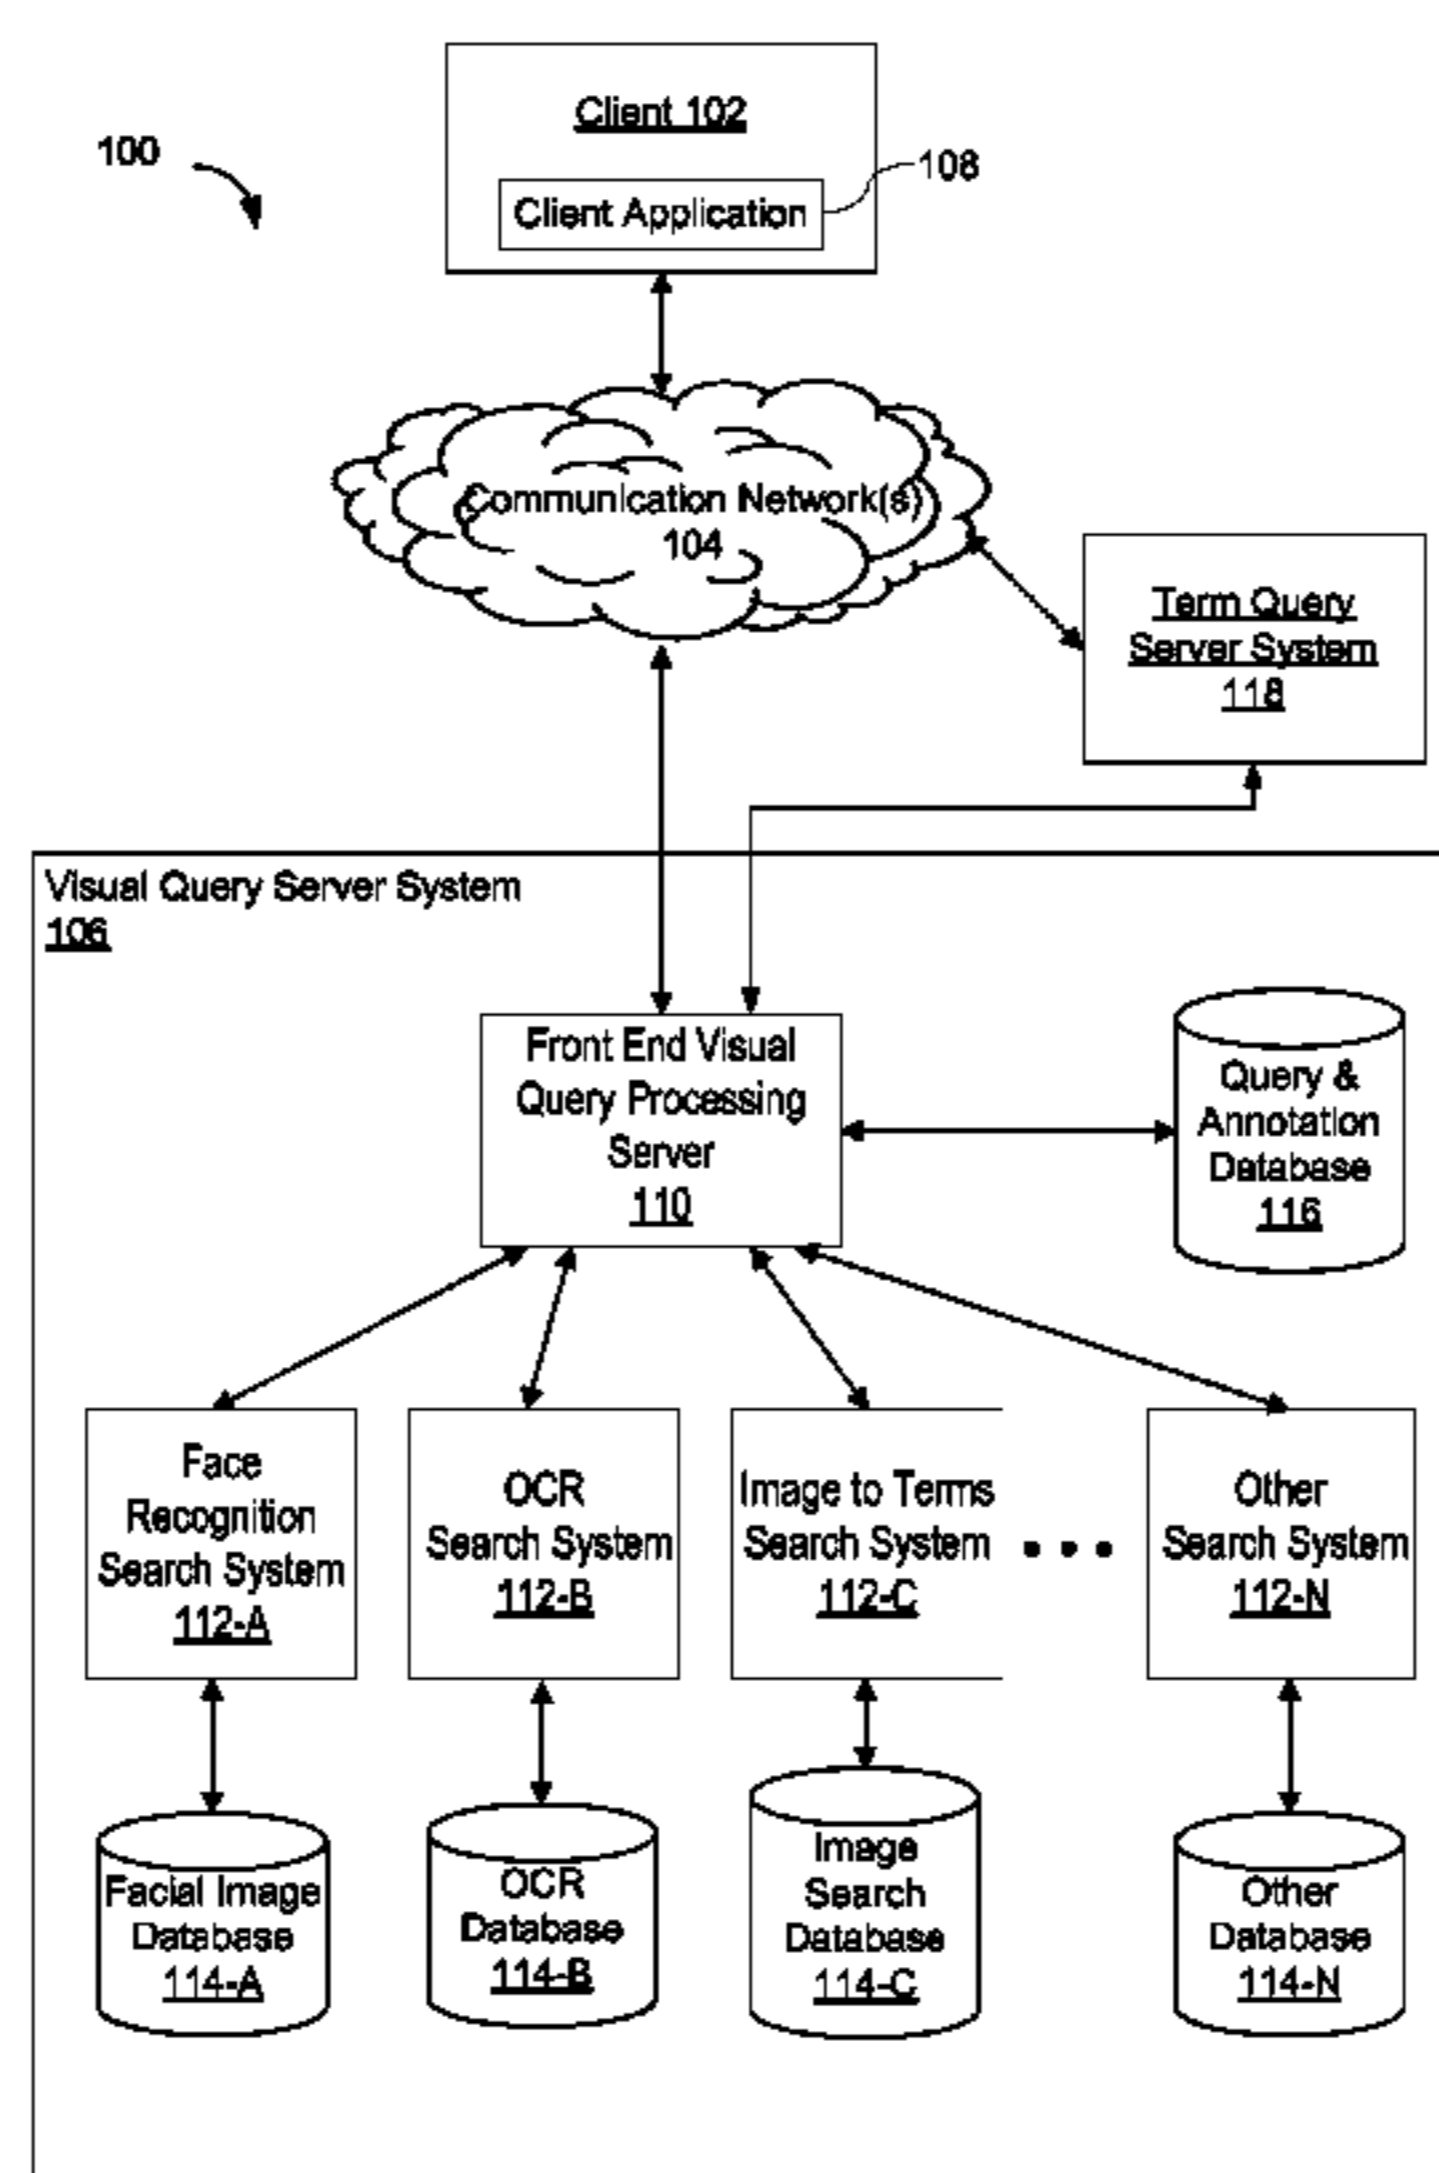 Client 102
100
108
Client Application
Communication Network(s)
104
Term Query
Server System
118
Visual Query Server System
106
Front End Visual
Query Processing
Server
110
Query &
Annotation
Database
116
Face
Recognition
Search System
112-A
OCR
Search System
112-B
Image to Terms
Search System
112-C
Other
Search System
112-N
Facial Image
Database
114-A
OCR
Database
114-B
Image
Search
Database
114-C
Other
Database
114-N